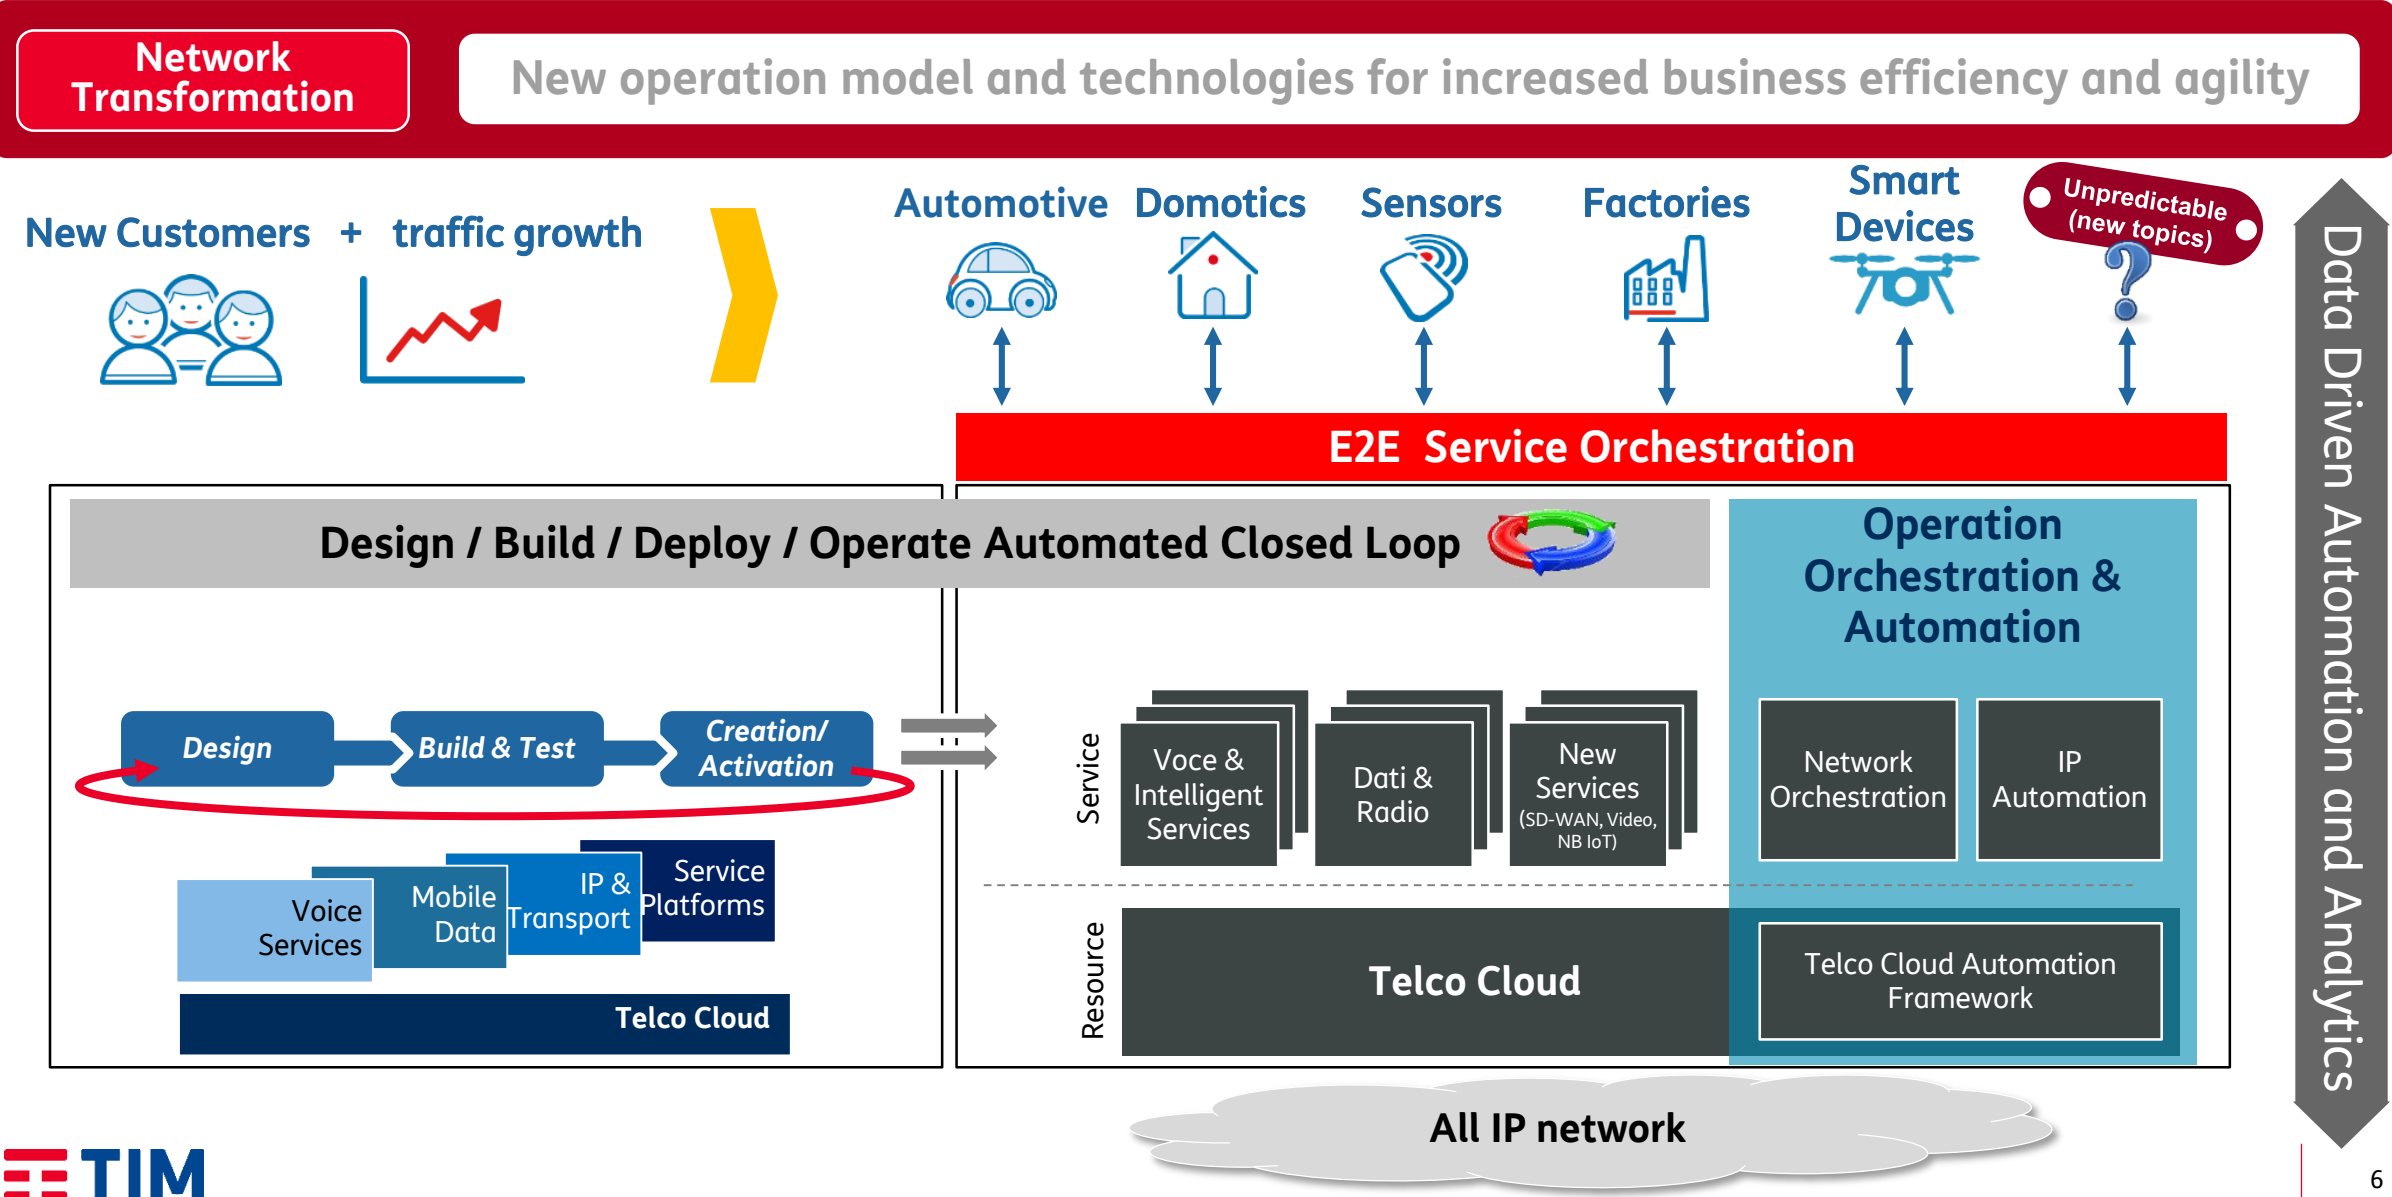 Network
Transformation
New operation model and technologies for increased business efficiency and agility
New Customers + traffic growth
Automotive
Domotics
Sensors
Factories
Smart
Devices
Unpredictable
(new topics)
E2E Service Orchestration
Design / Build / Deploy / Operate Automated Closed Loop
Operation
Orchestration &
Automation
Design
Build & Test
Creation/
Activation
Voice
Services
Mobile
Data
IP &
Transport
Service
Platforms
Telco Cloud
Service
Voce &
Intelligent
Services
Dati &
Radio
New
Services
(SD-WAN, Video,
NB IoT)
Network
Orchestration
IP
Automation
Resource
Telco Cloud
Telco Cloud Automation
Framework
All IP network
Data Driven Automation and Analytics
TIM
6